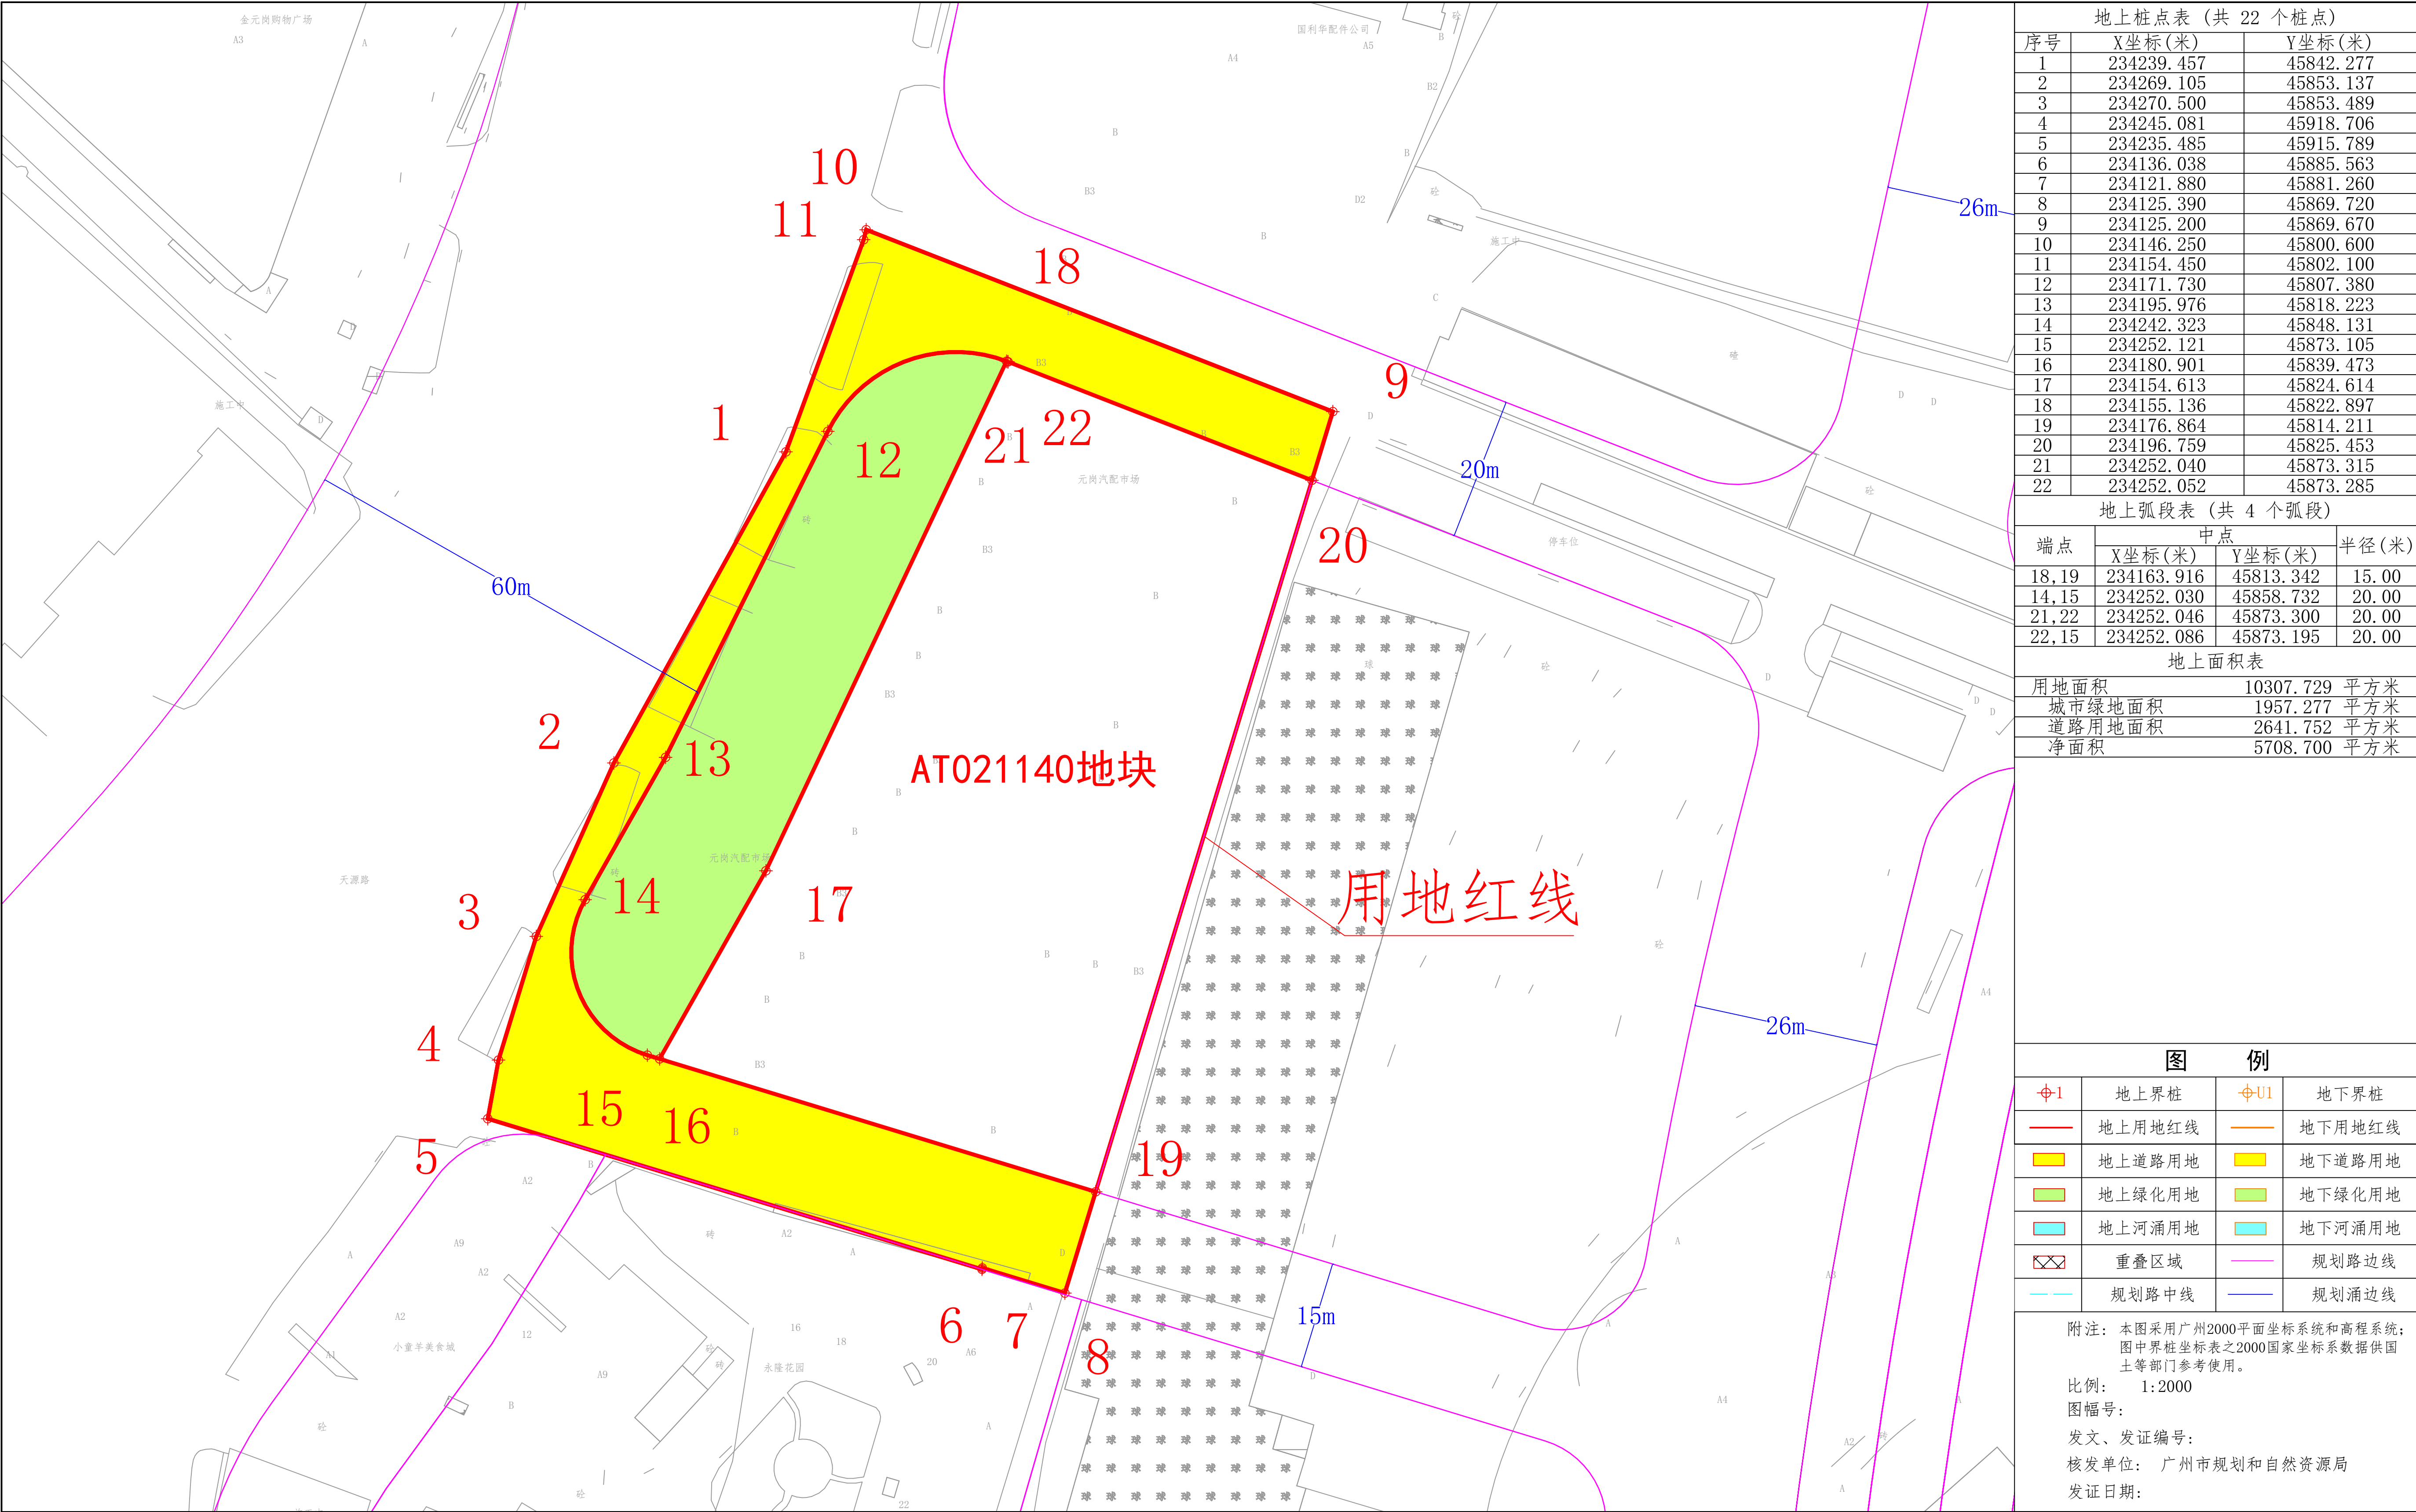 地上桩点表 (共 22 个桩点)
序号 X坐标(米) Y坐标(米)
1 234239.457 45842.277
2 234269.105 45853.137
3 234270.500 45853.489
4 234245.081 45918.706
5 234235.485 45915.789
6 234136.038 45885.563
7 234121.880 45881.260
8 234125.390 45869.720
9 234125.200 45869.670
10 234146.250 45800.600
11 234154.450 45802.100
12 234171.730 45807.380
13 234195.976 45818.223
14 234242.323 45848.131
15 234252.121 45873.105
16 234180.901 45839.473
17 234154.613 45824.614
18 234155.136 45822.897
19 234176.864 45814.211
20 234196.759 45825.453
21 234252.040 45873.315
22 234252.052 45873.285
地上弧段表 (共 4 个弧段)
端点 中点 半径(米)
X坐标(米) Y坐标(米)
18,19 234163.916 45813.342 15.00
14,15 234252.030 45858.732 20.00
21,22 234252.046 45873.300 20.00
22,15 234252.086 45873.195 20.00
地上面积表
用地面积 10307.729 平方米
城市绿地面积 1957.277 平方米
道路用地面积 2641.752 平方米
净面积 5708.700 平方米
图 例
1 地上界桩 U1 地下界桩
地上用地红线 地下用地红线
地上道路用地 地下道路用地
地上绿化用地 地下绿化用地
地上河涌用地 地下河涌用地
重叠区域 规划路边线
规划路中线 规划涌边线
附注: 本图采用广州2000平面坐标系统和高程系统;
图中界桩坐标表之2000国家坐标系数据供国
土等部门参考使用。
比例: 1:2000
图幅号:
发文、发证编号:
核发单位: 广州市规划和自然资源局
发证日期:
金元岗购物广场
国利华配件公司
施工中
施工中
10
11
18
9
1
12
21
22
20
2
13
3
14
17
4
15
16
5
19
6
7
8
26m
20m
60m
26m
15m
元岗汽配市场
停车位
AT021140地块
元岗汽配市场
天源路
用地红线
小童羊美食城
永隆花园